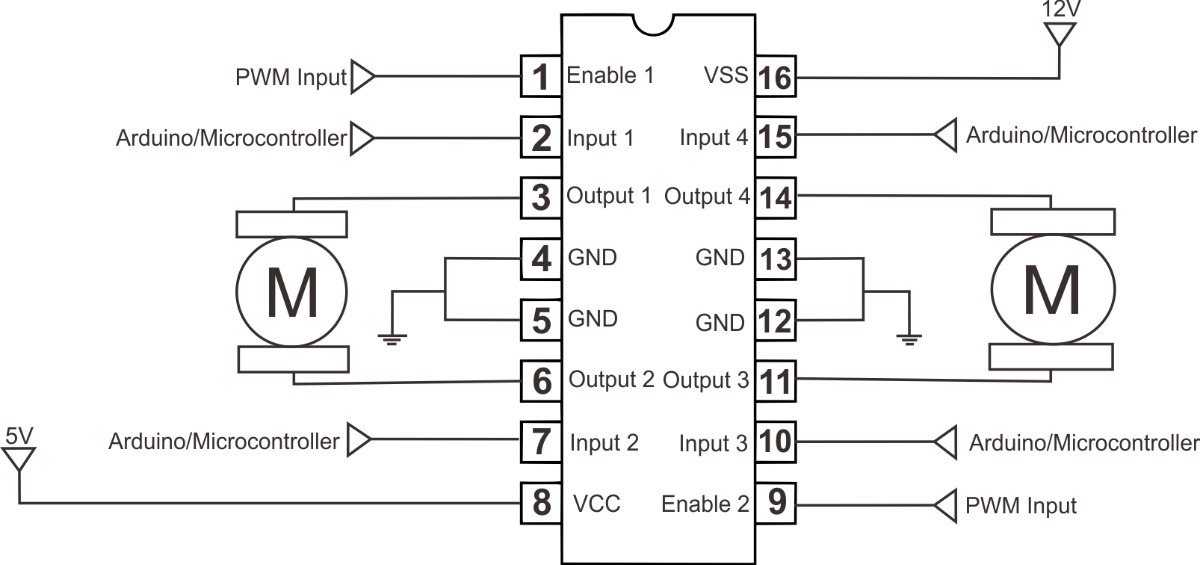 12V
PWM Input 1 Enable 1 VSS 16
Arduino/Microcontroller 2 Input 1 Input 4 15 Arduino/Microcontroller
3 Output 1 Output 4 14
4 GND GND 13
M M
5 GND GND 12
6 Output 2 Output 3 11
5V Arduino/Microcontroller 7 Input 2 Input 3 10 Arduino/Microcontroller
8 VCC Enable 2 9 PWM Input